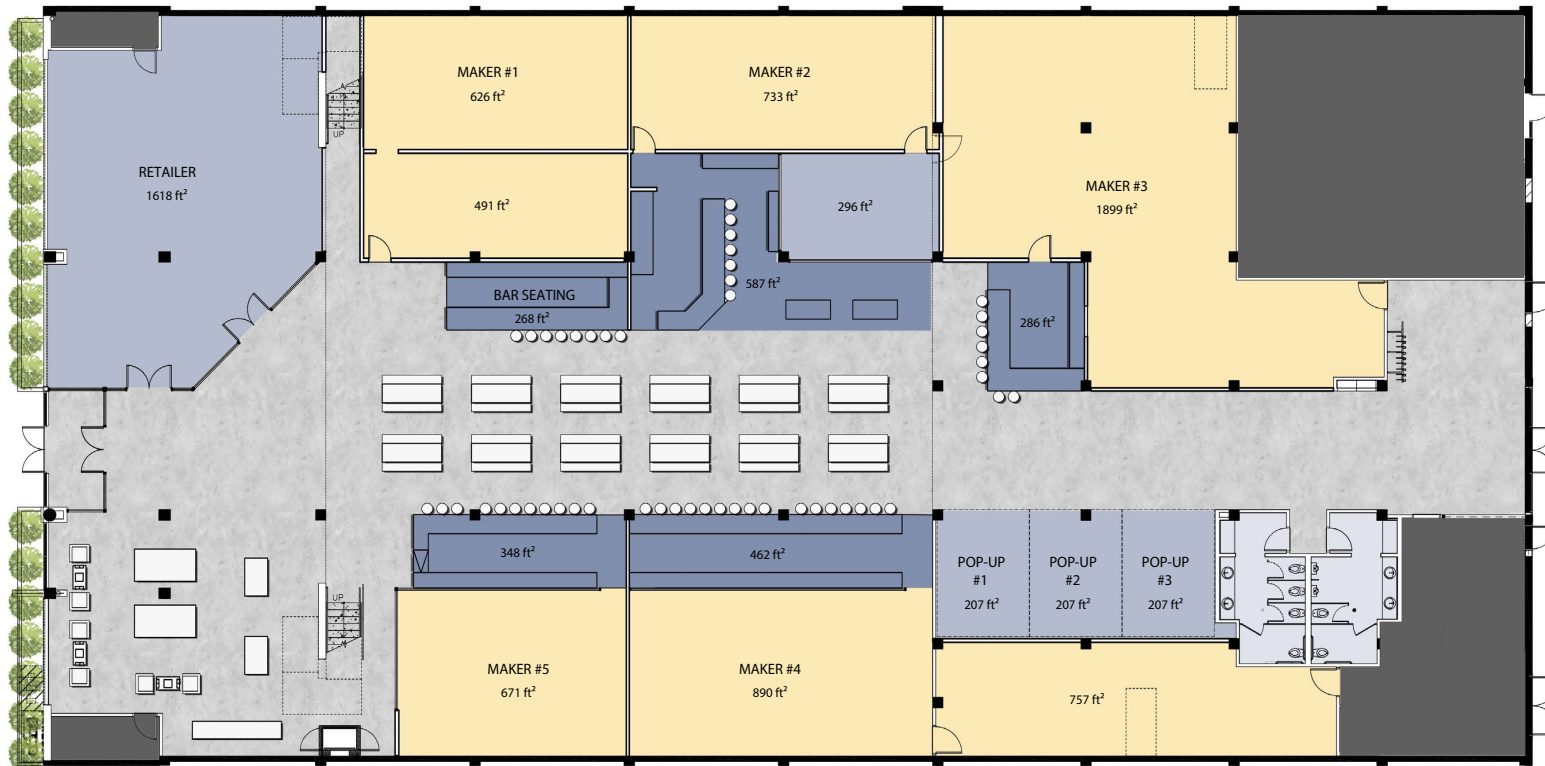 MAKER #1
626 ft²
MAKER #2
733 ft²
UP
RETAILER
1618 ft²
MAKER #3
1899 ft²
491 ft²
296 ft²
587 ft²
BAR SEATING
268 ft²
286 ft²
348 ft²
462 ft²
POP-UP
#1
207 ft²
POP-UP
#2
207 ft²
POP-UP
#3
207 ft²
UP
MAKER #5
671 ft²
MAKER #4
890 ft²
757 ft²